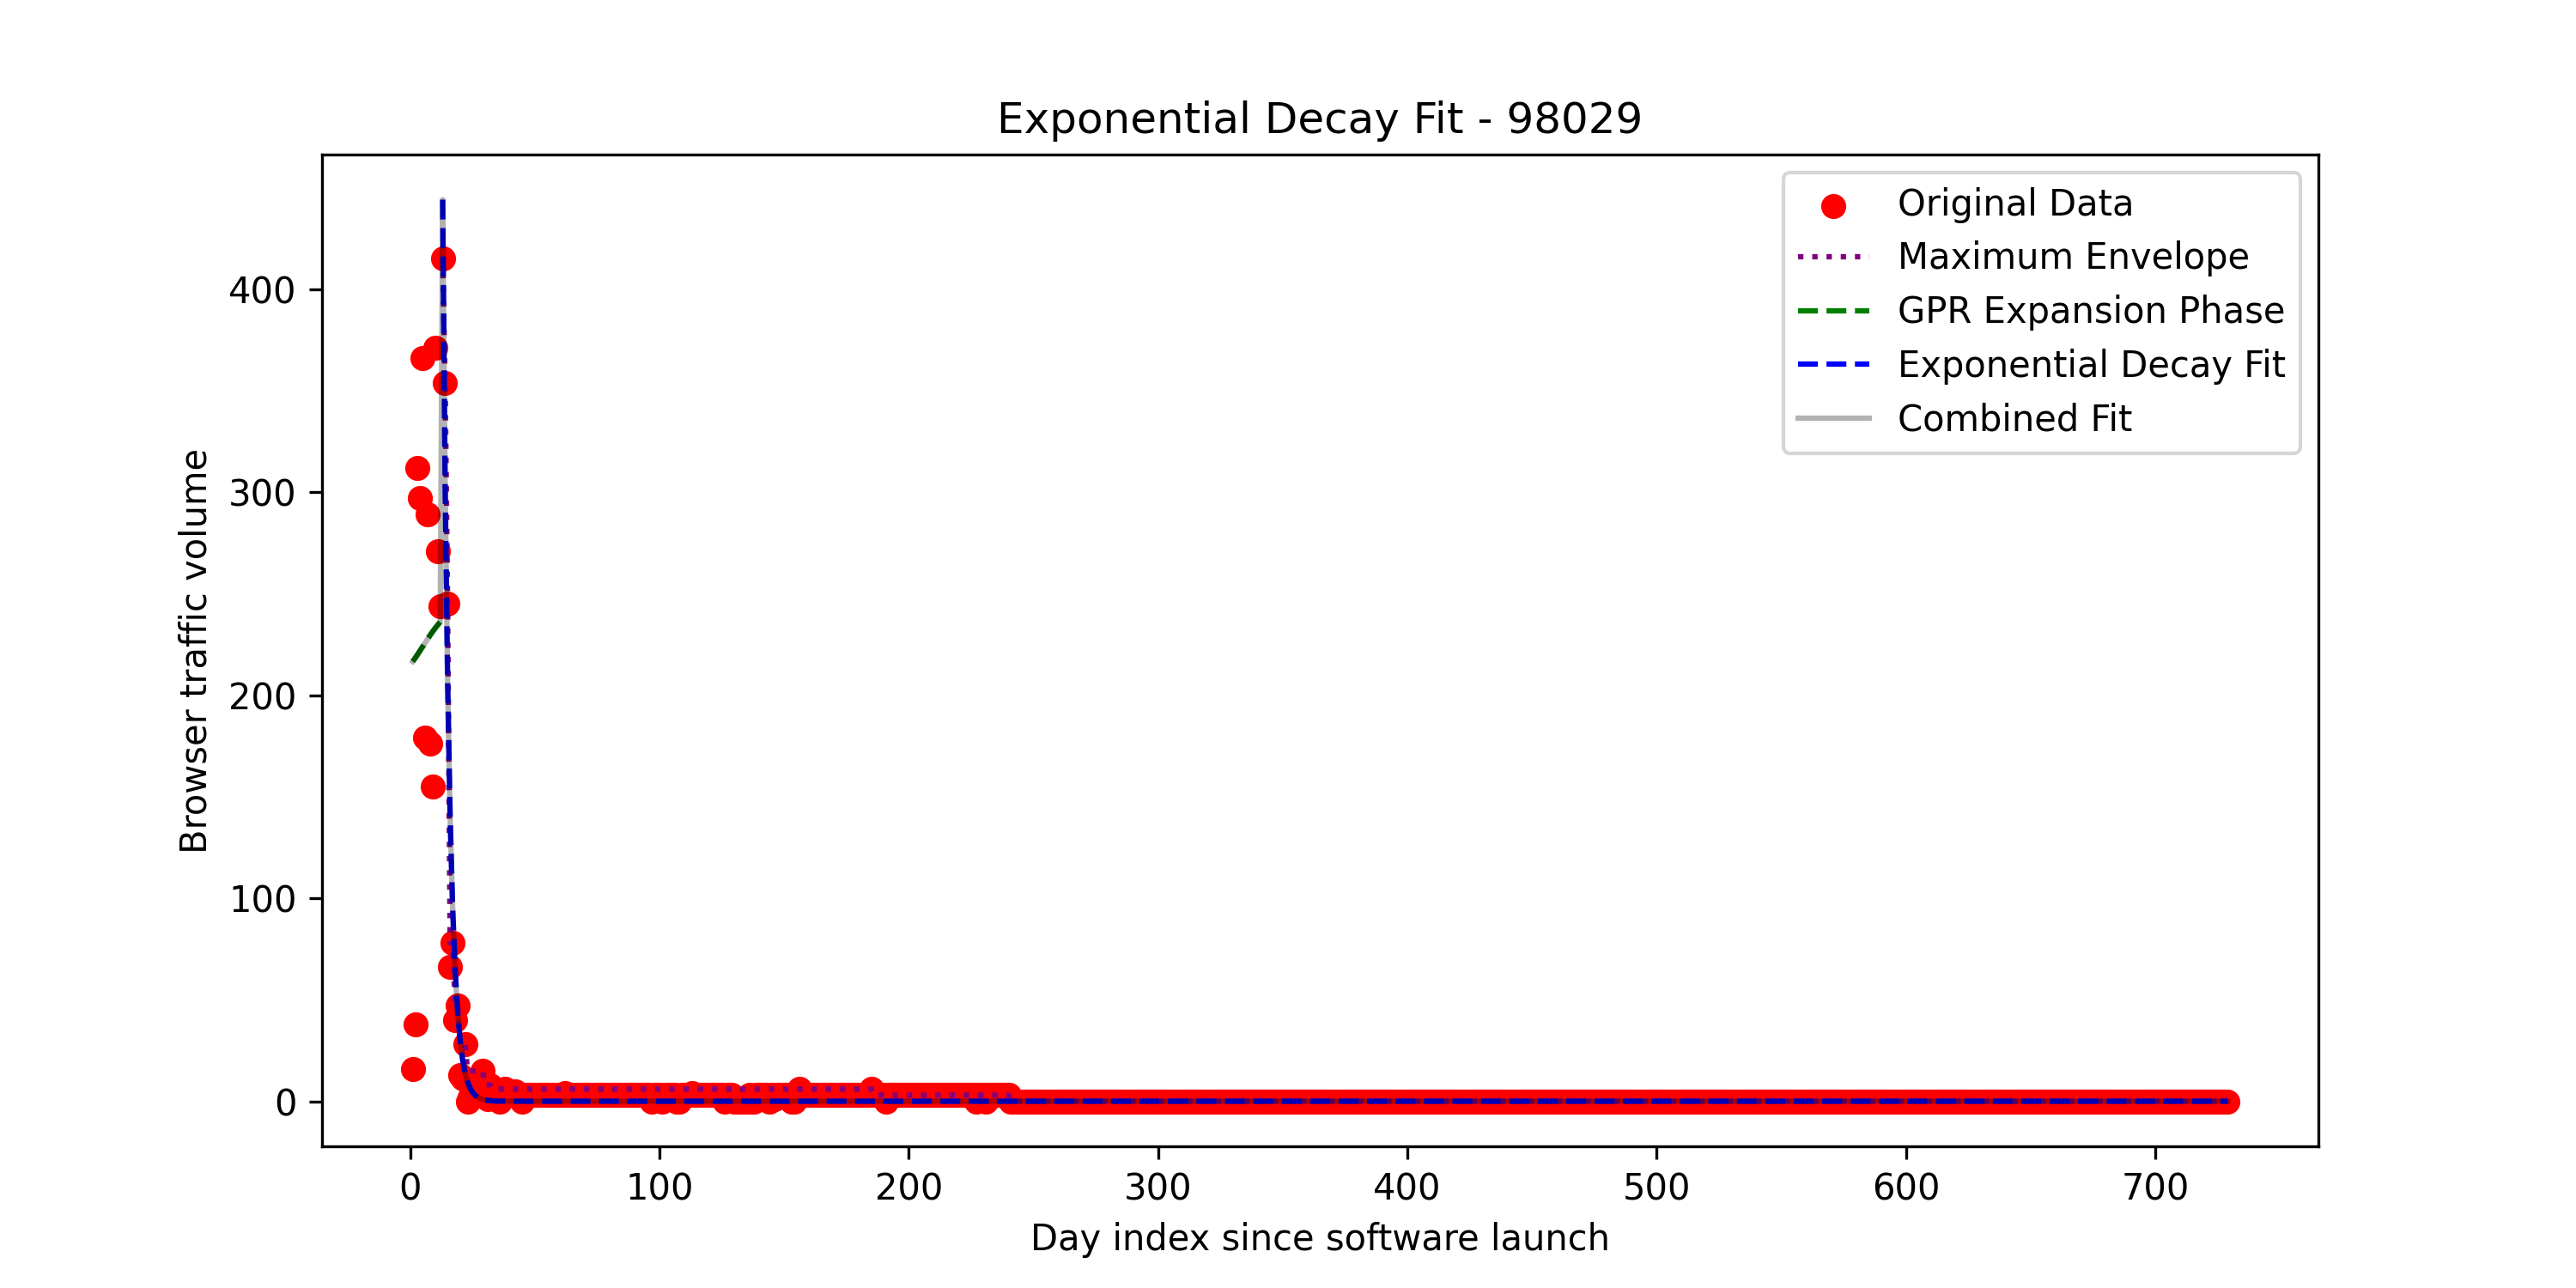 Exponential Decay Fit - 98029
Original Data
Maximum Envelope
GPR Expansion Phase
Exponential Decay Fit
Combined Fit
Browser traffic volume
400
300
200
100
0
0 100 200 300 400 500 600 700
Day index since software launch